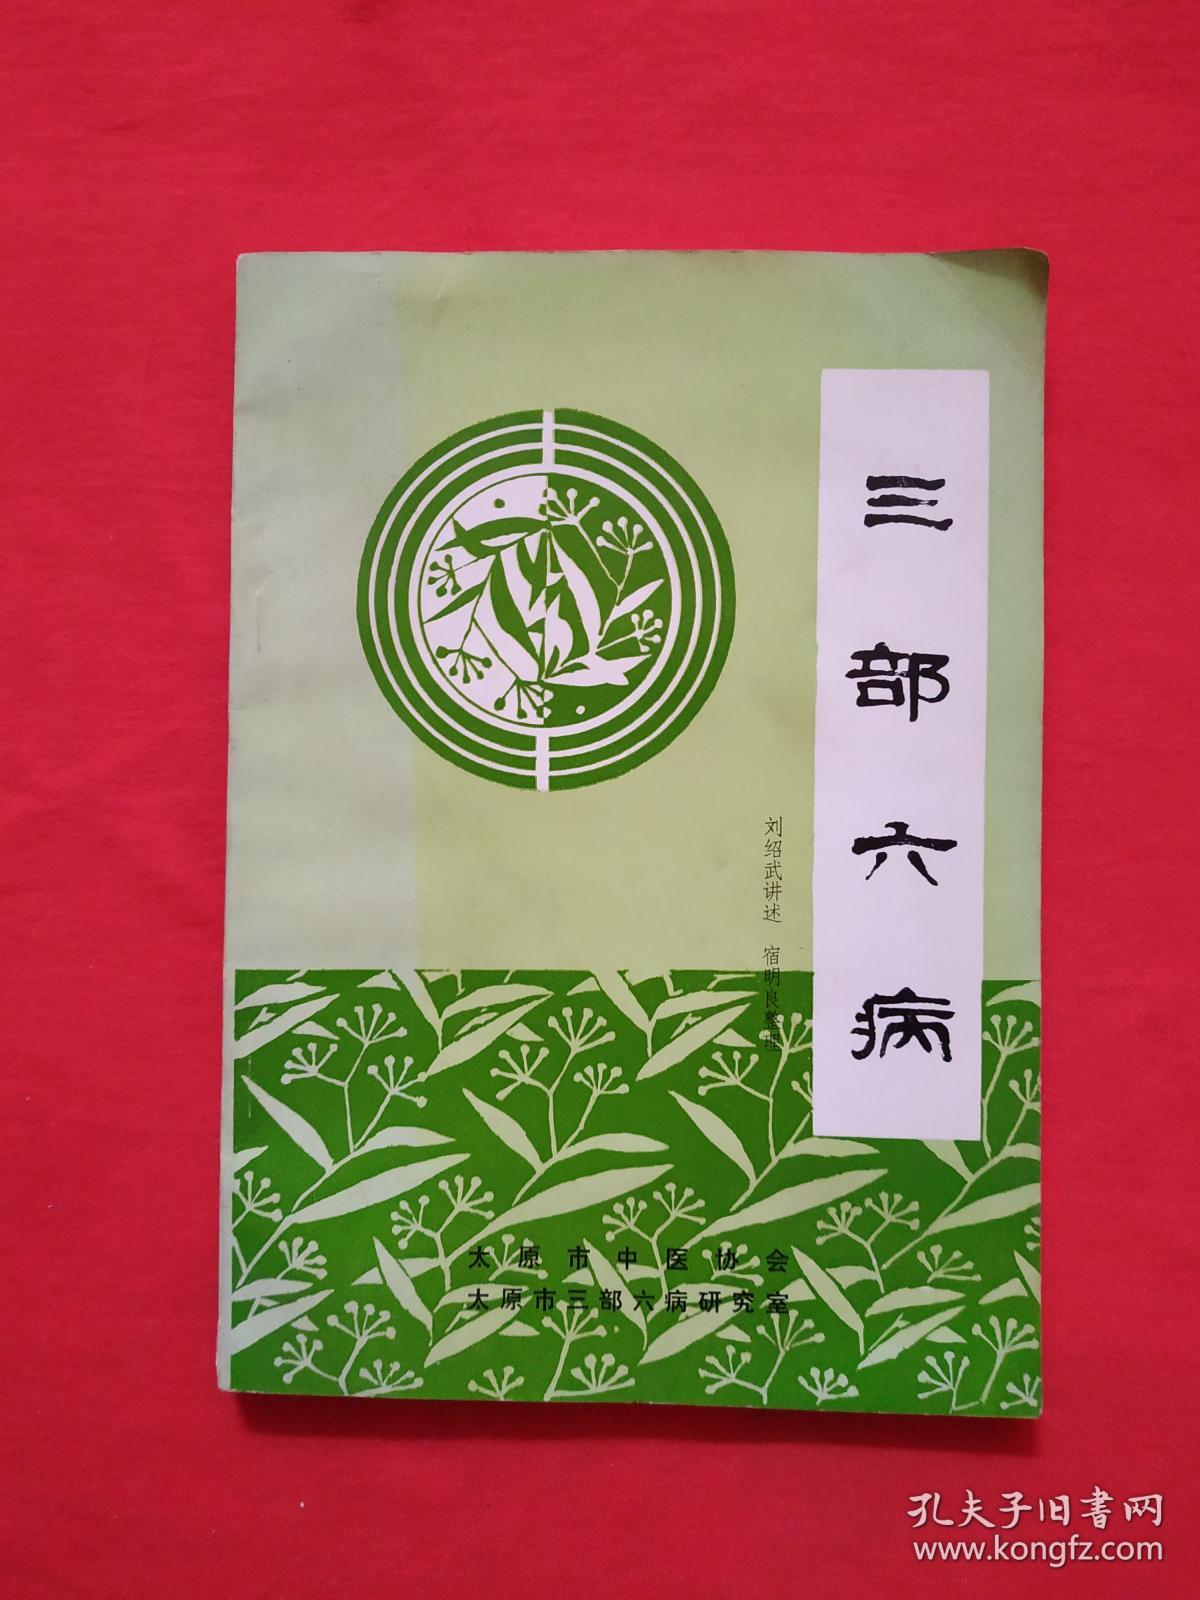 三部六病
刘绍武讲述 宿明良整理
太原市中医协会
太原市三部六病研究室
孔夫子旧書网
www.kongfz.com